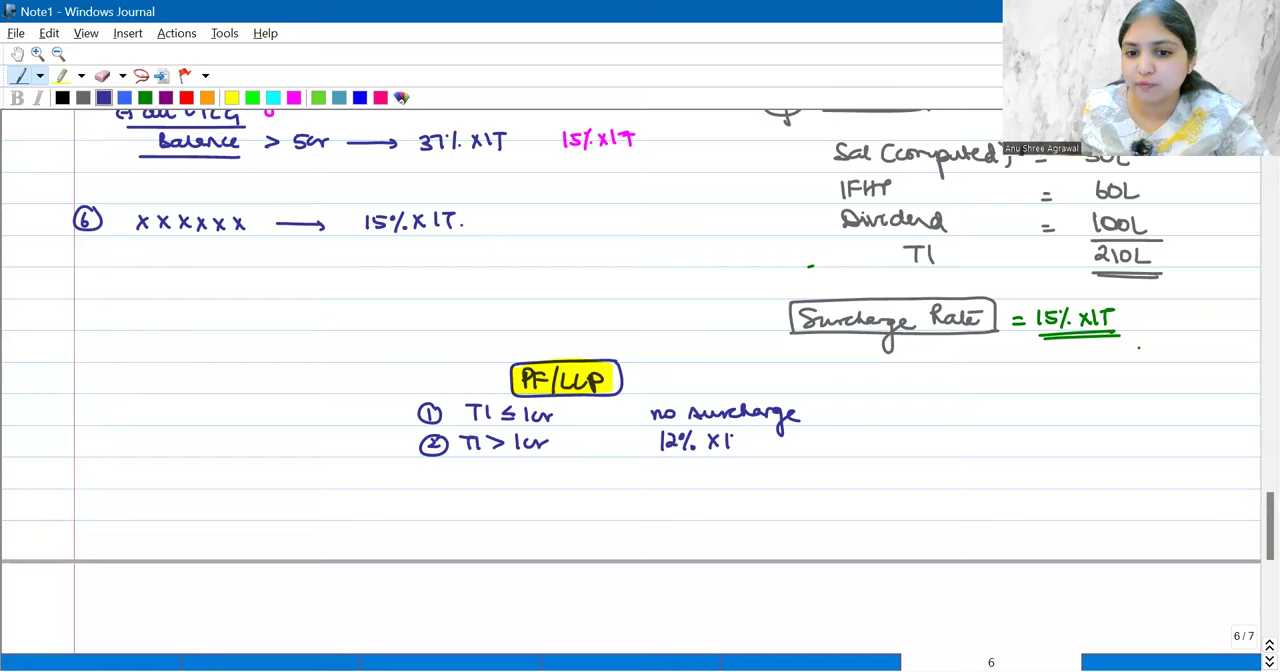 Note1 - Windows Journal
File Edit View Insert Actions Tools Help
B I
Anu Shree Agrawal
Balance > 5cr → 37% x IT 15% x IT
Sal (computed) =
IFHP = 60L
⑥ x x x x x x → 15% x IT.
Dividend = 100L
TI 210L
Surcharge Rate = 15% x IT
PF/LLP
① TI ≤ 1cr no surcharge
② TI > 1cr 12% x I
6 / 7
6